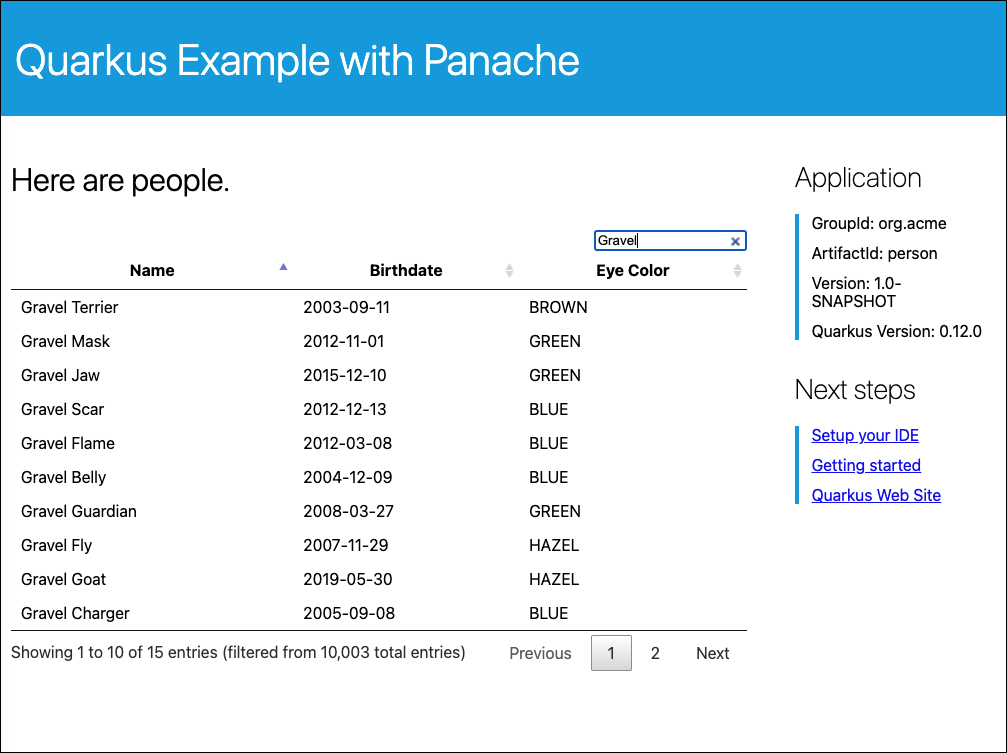 Quarkus Example with Panache
Here are people.
Gravel
Name Birthdate Eye Color
Gravel Terrier 2003-09-11 BROWN
Gravel Mask 2012-11-01 GREEN
Gravel Jaw 2015-12-10 GREEN
Gravel Scar 2012-12-13 BLUE
Gravel Flame 2012-03-08 BLUE
Gravel Belly 2004-12-09 BLUE
Gravel Guardian 2008-03-27 GREEN
Gravel Fly 2007-11-29 HAZEL
Gravel Goat 2019-05-30 HAZEL
Gravel Charger 2005-09-08 BLUE
Showing 1 to 10 of 15 entries (filtered from 10,003 total entries) Previous 1 2 Next
Application
GroupId: org.acme
ArtifactId: person
Version: 1.0-
SNAPSHOT
Quarkus Version: 0.12.0
Next steps
Setup your IDE
Getting started
Quarkus Web Site